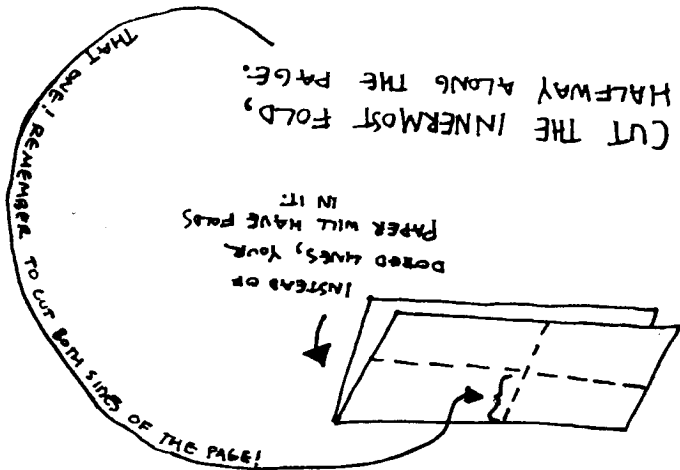 CUT THE INNERMOST FOLD,
HALFWAY ALONG THE PAGE.
THAT ONE! REMEMBER TO CUT BOTH SIDES OF THE PAGE!
INSTEAD OF
DOTTED LINES, YOUR
PAPER WILL HAVE FOLDS
IN IT.